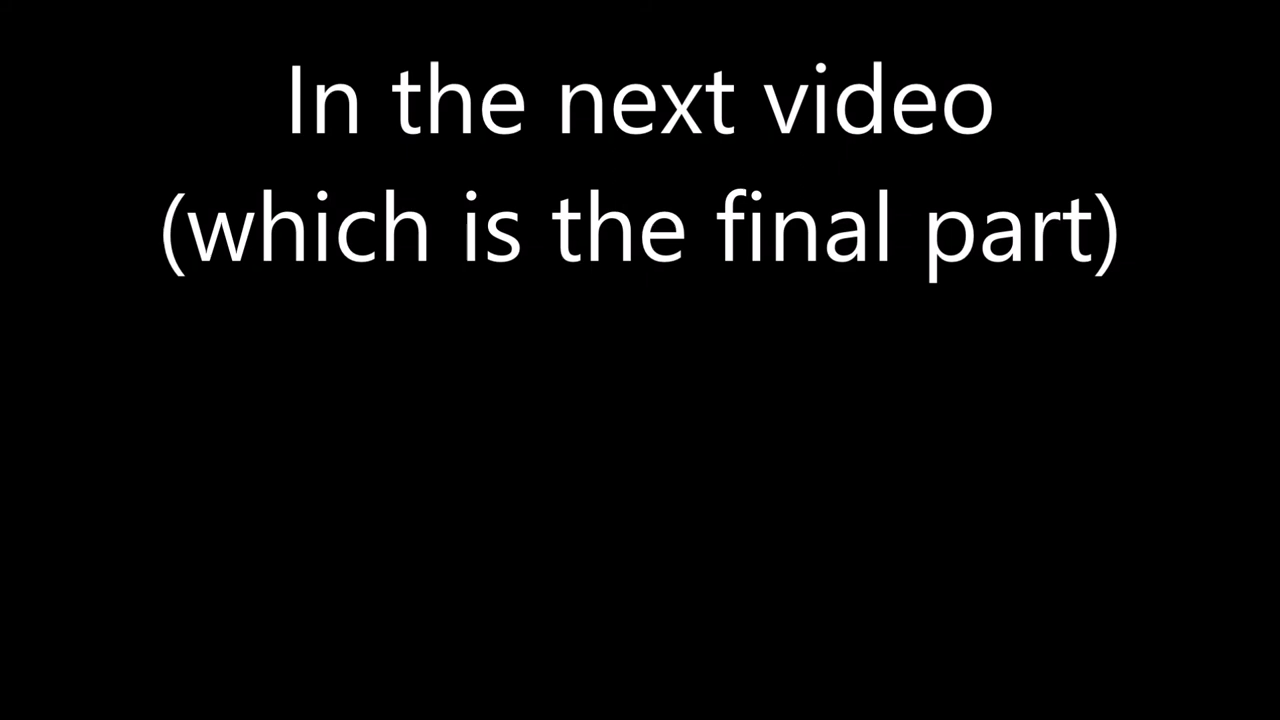 In the next video
(which is the final part)